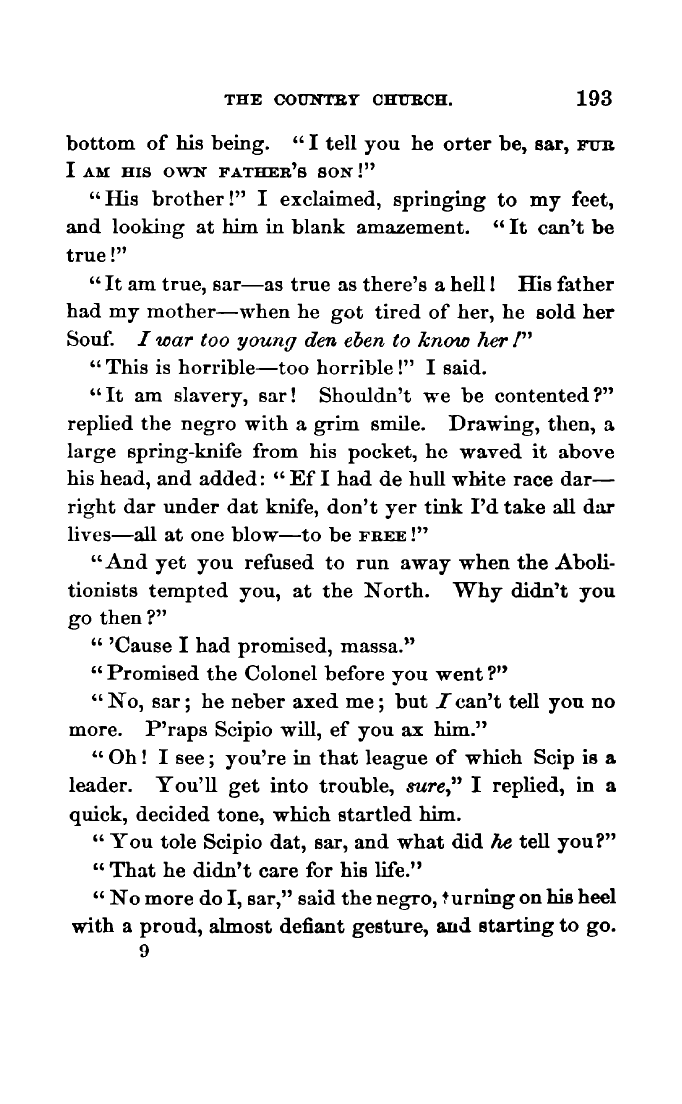 THE COUNTRY CHURCH. 193
bottom of his being. “I tell you he orter be, sar, FUR
I AM HIS OWN FATHER’S SON!”
“His brother!” I exclaimed, springing to my feet,
and looking at him in blank amazement. “It can’t be
true!”
“It am true, sar—as true as there’s a hell! His father
had my mother—when he got tired of her, he sold her
Souf. I war too young den eben to know her!”
“This is horrible—too horrible!” I said.
“It am slavery, sar! Shouldn’t we be contented?”
replied the negro with a grim smile. Drawing, then, a
large spring-knife from his pocket, he waved it above
his head, and added: “Ef I had de hull white race dar—
right dar under dat knife, don’t yer tink I’d take all dar
lives—all at one blow—to be FREE!”
“And yet you refused to run away when the Aboli-
tionists tempted you, at the North. Why didn’t you
go then?”
“ ’Cause I had promised, massa.”
“Promised the Colonel before you went?”
“No, sar; he neber axed me; but I can’t tell you no
more. P’raps Scipio will, ef you ax him.”
“Oh! I see; you’re in that league of which Scip is a
leader. You’ll get into trouble, sure,” I replied, in a
quick, decided tone, which startled him.
“You tole Scipio dat, sar, and what did he tell you?”
“That he didn’t care for his life.”
“No more do I, sar,” said the negro, turning on his heel
with a proud, almost defiant gesture, and starting to go.
9